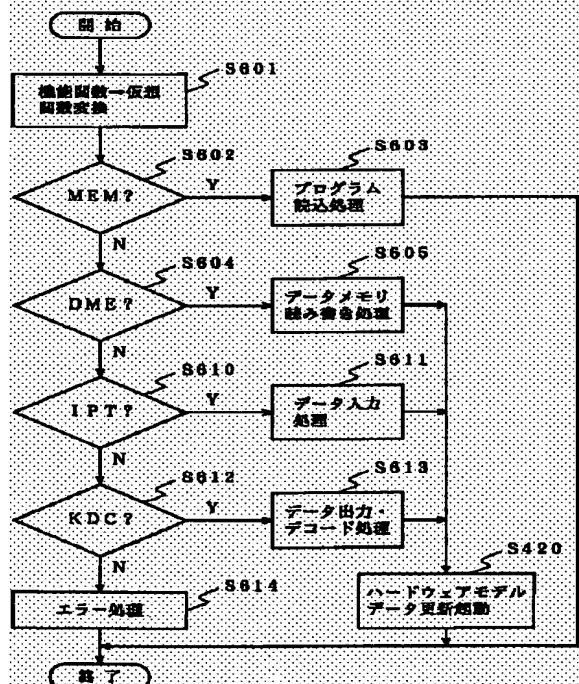 開始
S601
機能関数→仮想
関数変換
S602
MEM?
Y
S603
プログラム
読込処理
N
S604
DME?
Y
S605
データメモリ
読み書き処理
N
S610
IPT?
Y
S611
データ入力
処理
N
S612
KDC?
Y
S613
データ出力・
デコード処理
N
S614
エラー処理
S420
ハードウェアモデル
データ更新起動
終了